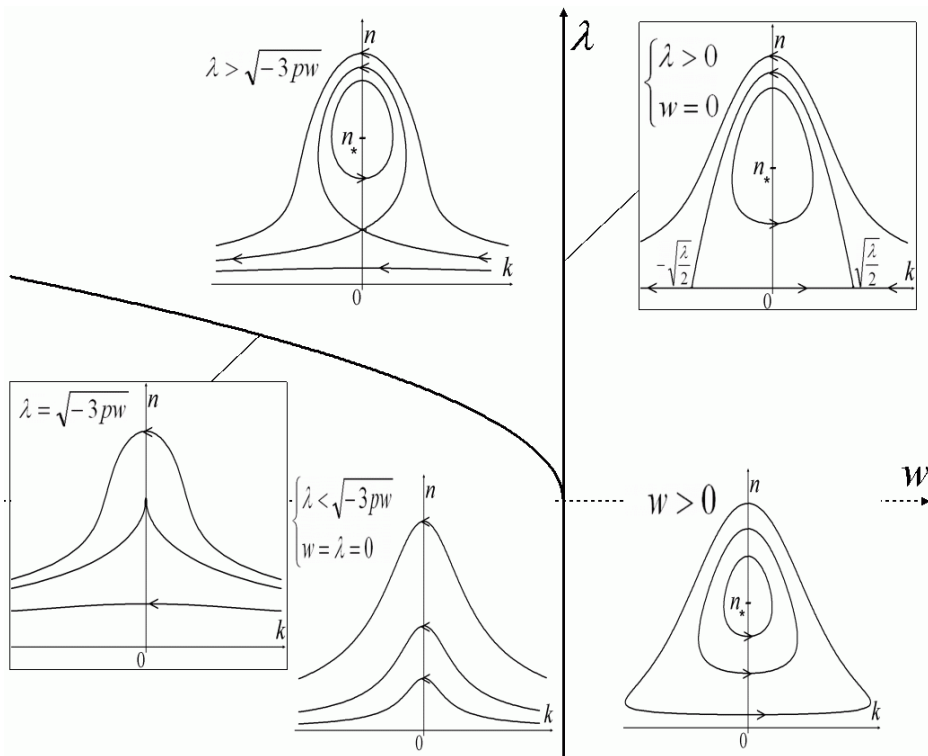 λ
λ > √−3pw
n
n*
k
0
{ λ > 0
w = 0
n
n*
−√λ/2
√λ/2
k
0
λ = √−3pw
n
k
0
{ λ < √−3pw
w = λ = 0
n
k
0
w
w > 0
n
n*
k
0